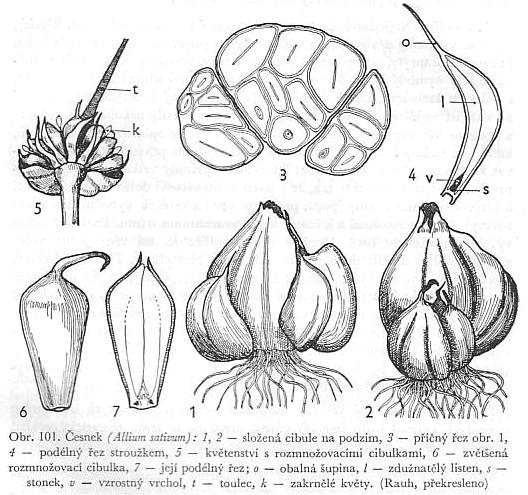 o
t
l
k
3
4 v
s
5
6
7
1
2
Obr. 101. Česnek (Allium sativum): 1, 2 — složená cibule na podzim, 3 — příčný řez obr. 1,
4 — podélný řez stroužkem, 5 — květenství s rozmnožovacími cibulkami, 6 — zvětšená
rozmnožovací cibulka, 7 — její podélný řez; o — obalná šupina, l — zdužnatělý listen, s —
stonek, v — vzrostný vrchol, t — toulec, k — zakrnělé květy. (Rauh, překresleno)